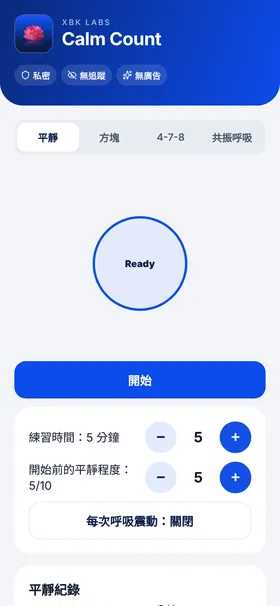 XBK LABS
Calm Count
私密 無追蹤 無廣告
平靜 方塊 4-7-8 共振呼吸
Ready
開始
練習時間：5 分鐘 − 5 +
開始前的平靜程度：
5/10 − 5 +
每次呼吸震動：關閉
平靜紀錄